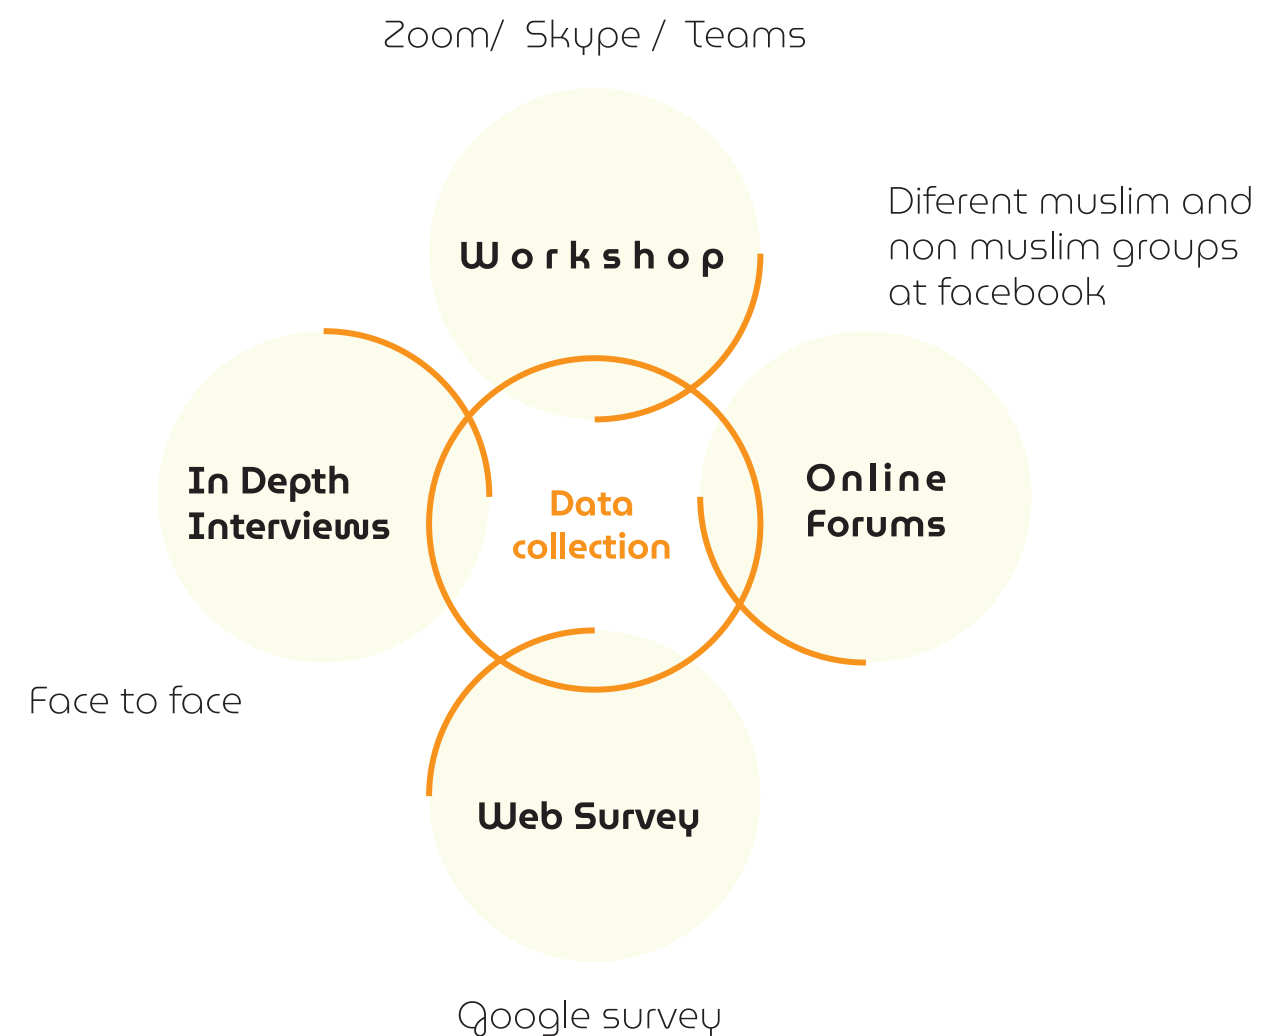 Zoom/ Skype / Teams
Workshop
Diferent muslim and
non muslim groups
at facebook
In Depth
Interviews
Data
collection
Online
Forums
Face to face
Web Survey
Google survey